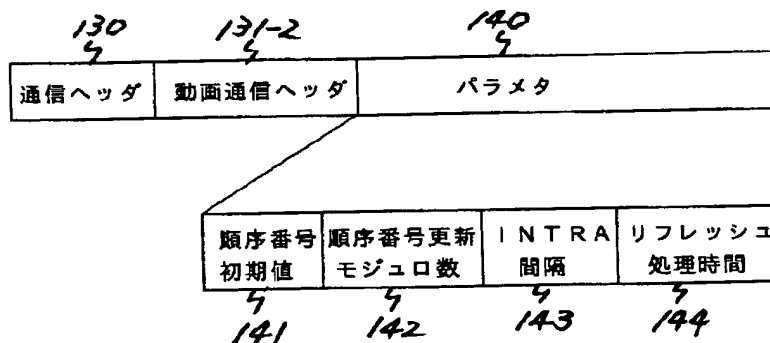 130 131-2 140
通信ヘッダ 動画通信ヘッダ パラメタ
順序番号 順序番号更新 INTRA リフレッシュ
初期値 モジュロ数 間隔 処理時間
141 142 143 144